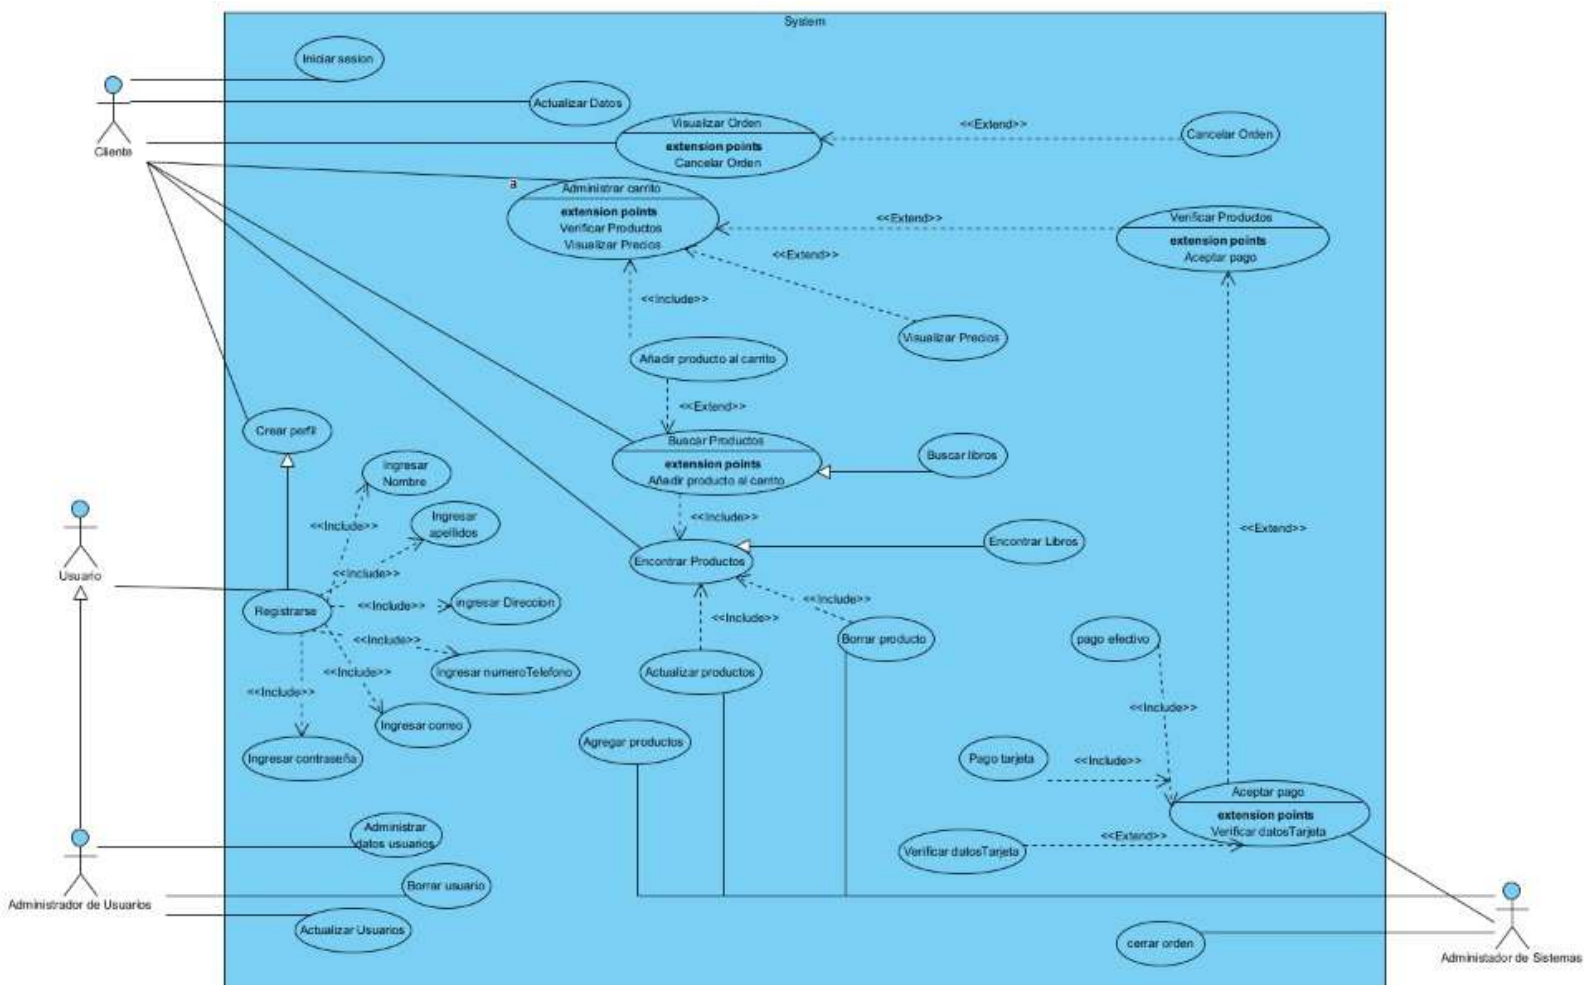 System
Iniciar sesion
Actualizar Datos
Cliente
Visualizar Orden
extension points
Cancelar Orden
<<Extend>>
Cancelar Orden
a
Administrar carrito
extension points
Verificar Productos
Visualizar Precios
<<Extend>>
Verificar Productos
extension points
Aceptar pago
<<Extend>>
<<Include>>
Visualizar Precios
Añadir producto al carrito
<<Extend>>
Crear perfil
Buscar Productos
extension points
Añadir producto al carrito
Buscar libros
Ingresar
Nombre
<<Include>>
Ingresar
apellidos
<<Include>>
<<Include>>
Encontrar Libros
<<Extend>>
Encontrar Productos
Usuario
Registrarse
<<Include>>
ingresar Direccion
<<Include>>
<<Include>>
<<Include>>
Borrar producto
pago efectivo
<<Include>>
Ingresar numeroTelefono
Actualizar productos
<<Include>>
<<Include>>
Ingresar correo
Agregar productos
Ingresar contraseña
Pago tarjeta
<<Include>>
Aceptar pago
extension points
Verificar datosTarjeta
<<Extend>>
Verificar datosTarjeta
Administrar
datos usuarios
Borrar usuario
Administrador de Usuarios
Actualizar Usuarios
cerrar orden
Administador de Sistemas